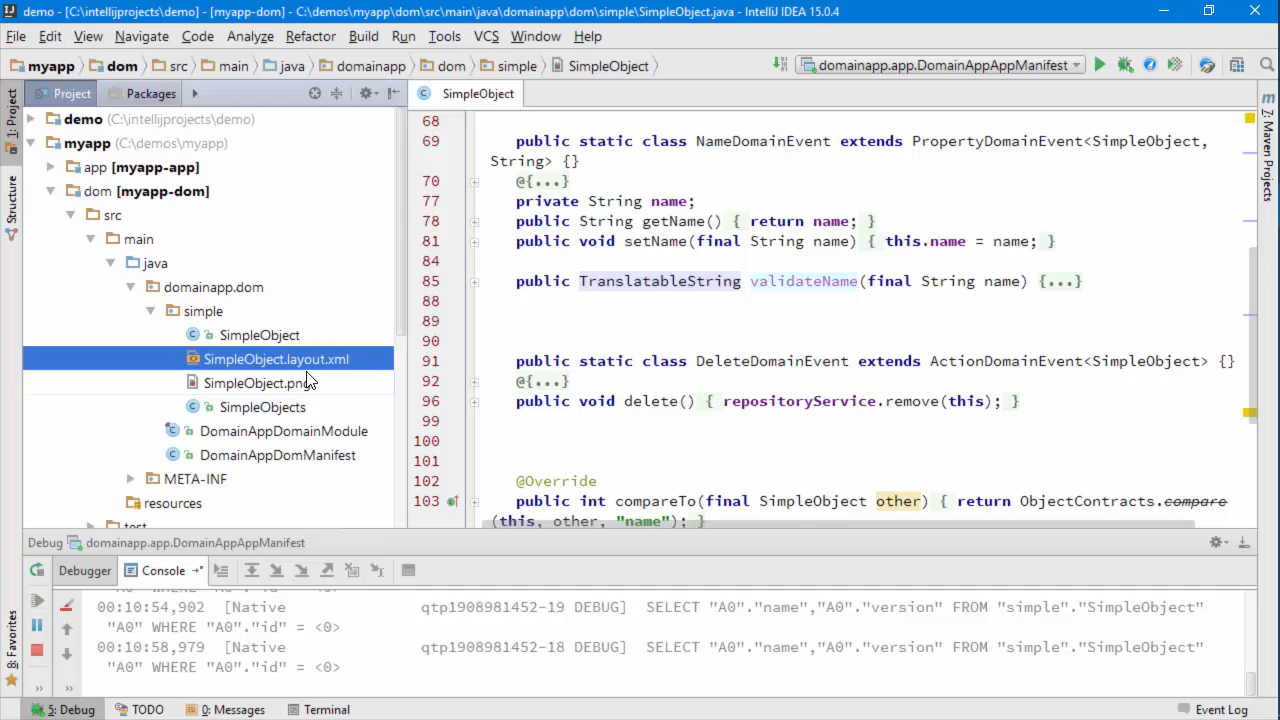 demo - [C:\intellijprojects\demo] - [myapp-dom] - C:\demos\myapp\dom\src\main\java\domainapp\dom\simple\SimpleObject.java - IntelliJ IDEA 15.0.4
File Edit View Navigate Code Analyze Refactor Build Run Tools VCS Window Help
myapp dom src main java domainapp dom simple SimpleObject domainapp.app.DomainAppAppManifest
1: Project
Structure
8: Favorites
Project Packages
demo (C:\intellijprojects\demo)
myapp (C:\demos\myapp)
app [myapp-app]
dom [myapp-dom]
src
main
java
domainapp.dom
simple
SimpleObject
SimpleObject.layout.xml
SimpleObject.png
SimpleObjects
DomainAppDomainModule
DomainAppDomManifest
META-INF
resources
test
SimpleObject
68
69 public static class NameDomainEvent extends PropertyDomainEvent<SimpleObject,
String> {}
70 @{...}
77 private String name;
78 public String getName() { return name; }
81 public void setName(final String name) { this.name = name; }
84
85 public TranslatableString validateName(final String name) {...}
88
89
90
91 public static class DeleteDomainEvent extends ActionDomainEvent<SimpleObject> {}
92 @{...}
96 public void delete() { repositoryService.remove(this); }
99
100
101
102 @Override
103 public int compareTo(final SimpleObject other) { return ObjectContracts.compare
(this, other, "name"); }
m Maven Projects
7: Maven Projects
Debug domainapp.app.DomainAppAppManifest
Debugger Console
"A0" WHERE "A0"."id" = <0>
00:10:54,902 [Native qtp1908981452-19 DEBUG] SELECT "A0"."name","A0"."version" FROM "simple"."SimpleObject"
"A0" WHERE "A0"."id" = <0>
00:10:58,979 [Native qtp1908981452-18 DEBUG] SELECT "A0"."name","A0"."version" FROM "simple"."SimpleObject"
"A0" WHERE "A0"."id" = <0>
5: Debug TODO 0: Messages Terminal Event Log